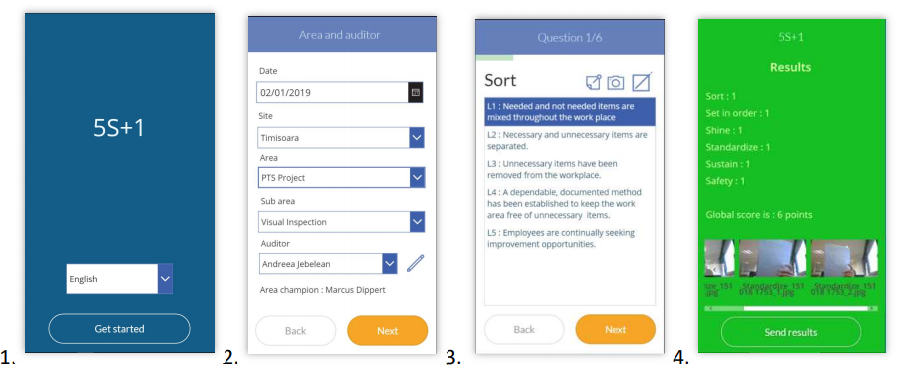 5S+1
English
Get started
1.
Area and auditor
Date
02/01/2019
Site
Timisoara
Area
PTS Project
Sub area
Visual Inspection
Auditor
Andreea Jebelean
Area champion : Marcus Dippert
Back
Next
2.
Question 1/6
Sort
L1 : Needed and not needed items are
mixed throughout the work place
L2 : Necessary and unnecessary items are
separated.
L3 : Unnecessary items have been
removed from the workplace.
L4 : A dependable, documented method
has been established to keep the work
area free of unnecessary items.
L5 : Employees are continually seeking
improvement opportunities.
Back
Next
3.
5S+1
Results
Sort : 1
Set in order : 1
Shine : 1
Standardize : 1
Sustain : 1
Safety : 1
Global score is : 6 points
ize_151
.jpg
Standardize_151
018 1753_1.jpg
Standardize_151
018 1753_2.jpg
Send results
4.